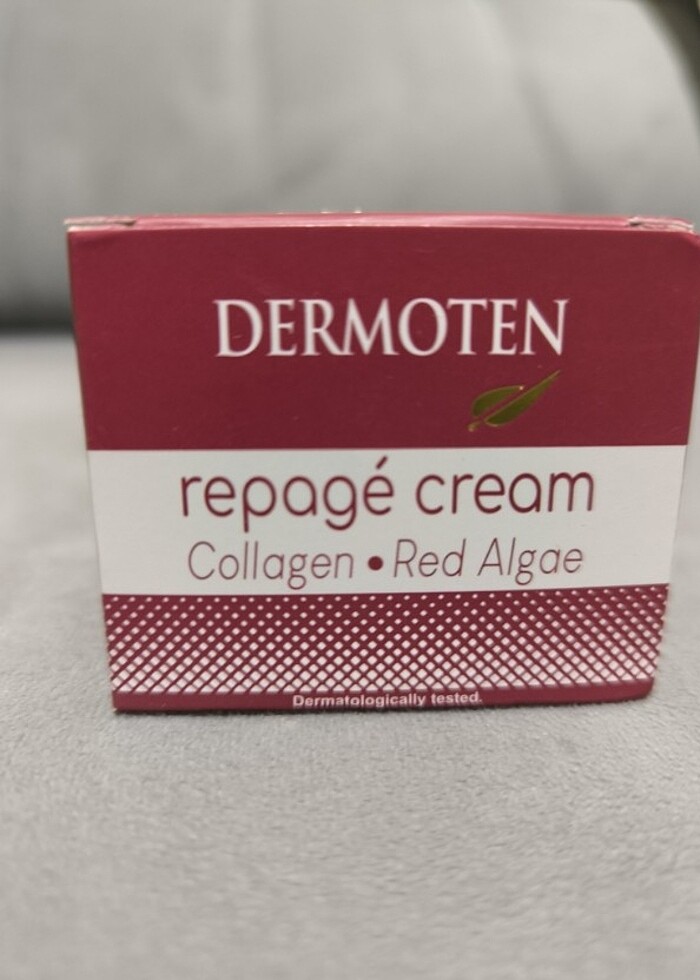 DERMOTEN
repagé cream
Collagen • Red Algae
Dermatologically tested.